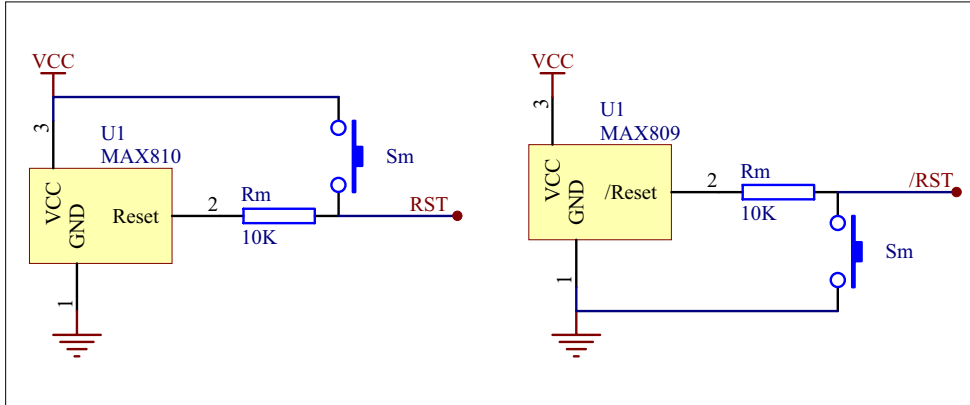 VCC
3
U1
MAX810
VCC
GND
Reset
2
Rm
10K
Sm
RST
1
VCC
3
U1
MAX809
VCC
GND
/Reset
2
Rm
10K
/RST
Sm
1